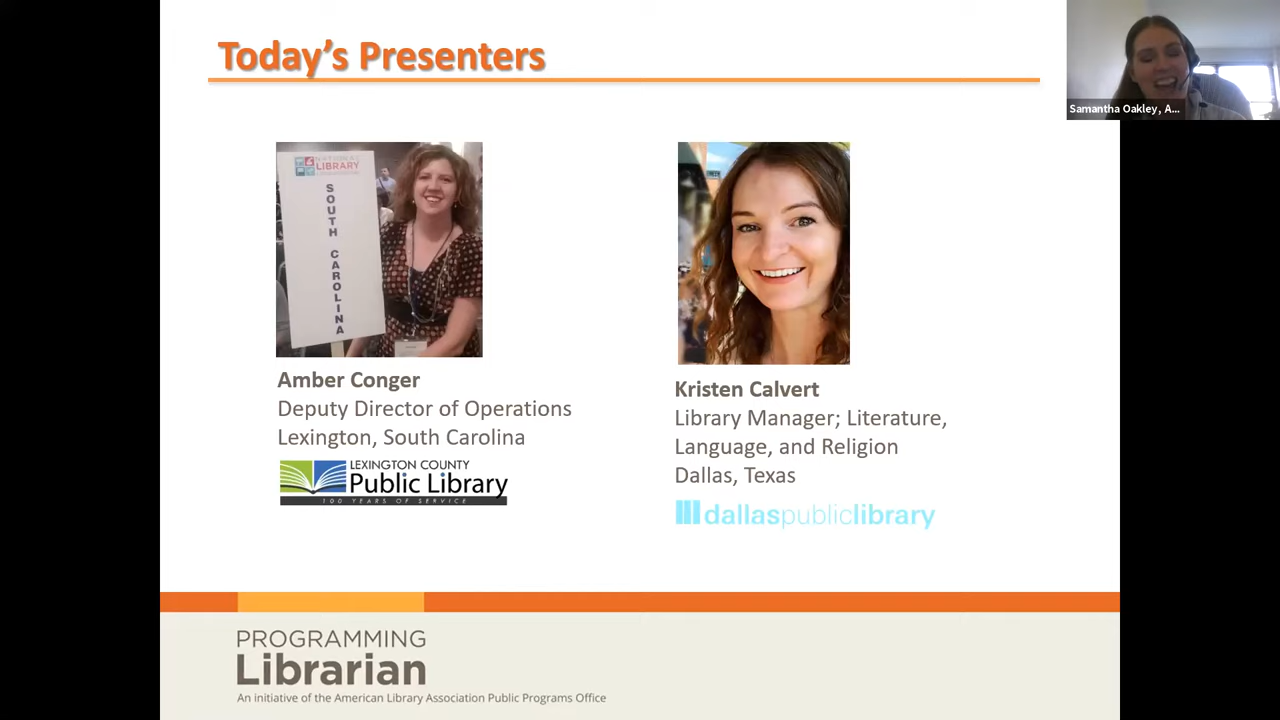 Today's Presenters
Samantha Oakley, A...
LIBRARY
SOUTH CAROLINA
Amber Conger
Deputy Director of Operations
Lexington, South Carolina
LEXINGTON COUNTY
Public Library
100 YEARS OF SERVICE
Kristen Calvert
Library Manager; Literature,
Language, and Religion
Dallas, Texas
dallaspubliclibrary
PROGRAMMING
Librarian
An initiative of the American Library Association Public Programs Office